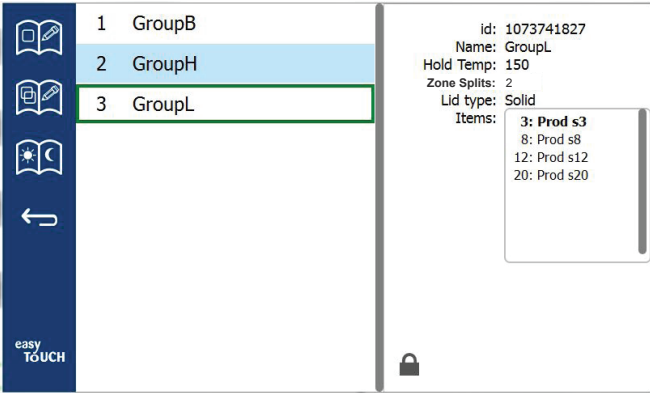 1 GroupB
2 GroupH
3 GroupL
easy
TOUCH
id: 1073741827
Name: GroupL
Hold Temp: 150
Zone Splits: 2
Lid type: Solid
Items:
3: Prod s3
8: Prod s8
12: Prod s12
20: Prod s20